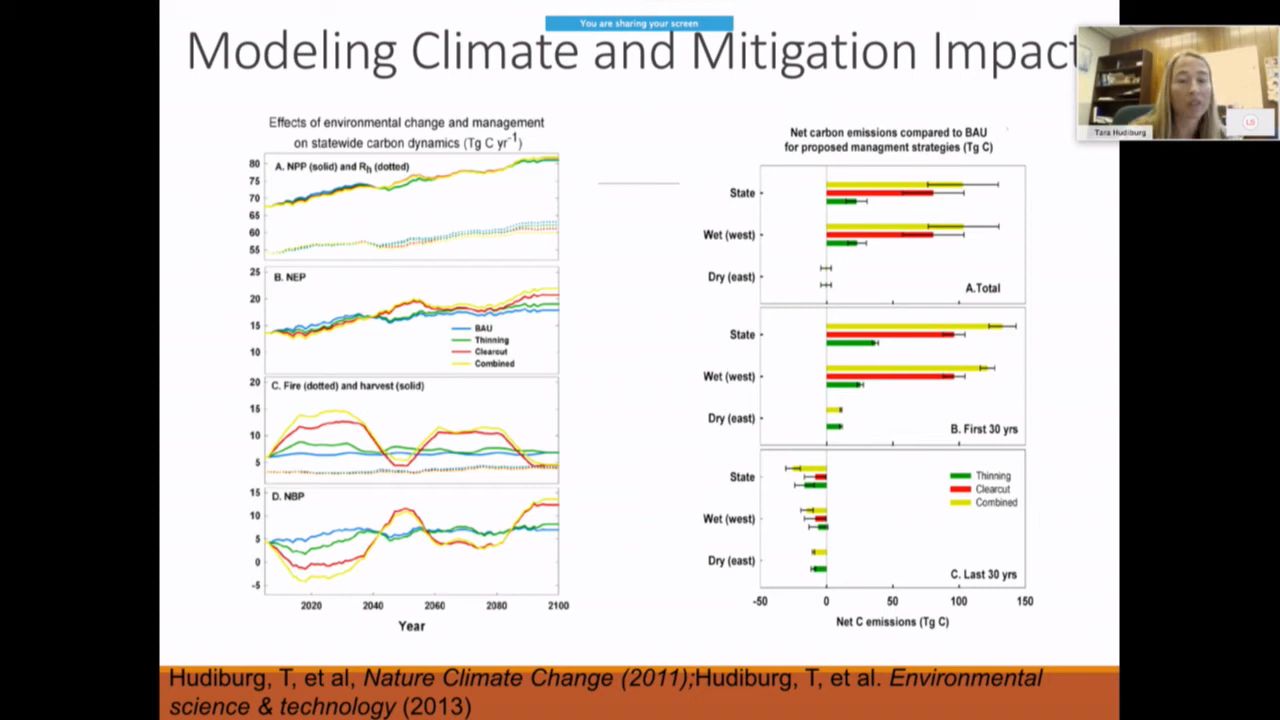 You are sharing your screen
Modeling Climate and Mitigation Impact
Tara Hudiburg
LS
Effects of environmental change and management
on statewide carbon dynamics (Tg C yr-1)
A. NPP (solid) and Rh (dotted)
80
75
70
65
60
55
B. NEP
25
20
15
10
BAU
Thinning
Clearcut
Combined
C. Fire (dotted) and harvest (solid)
20
15
10
5
D. NBP
15
10
5
0
-5
2020 2040 2060 2080 2100
Year
Net carbon emissions compared to BAU
for proposed managment strategies (Tg C)
State
Wet (west)
Dry (east)
A.Total
State
Wet (west)
Dry (east)
B. First 30 yrs
State
Wet (west)
Dry (east)
Thinning
Clearcut
Combined
C. Last 30 yrs
-50 0 50 100 150
Net C emissions (Tg C)
Hudiburg, T, et al, Nature Climate Change (2011);Hudiburg, T, et al. Environmental
science & technology (2013)